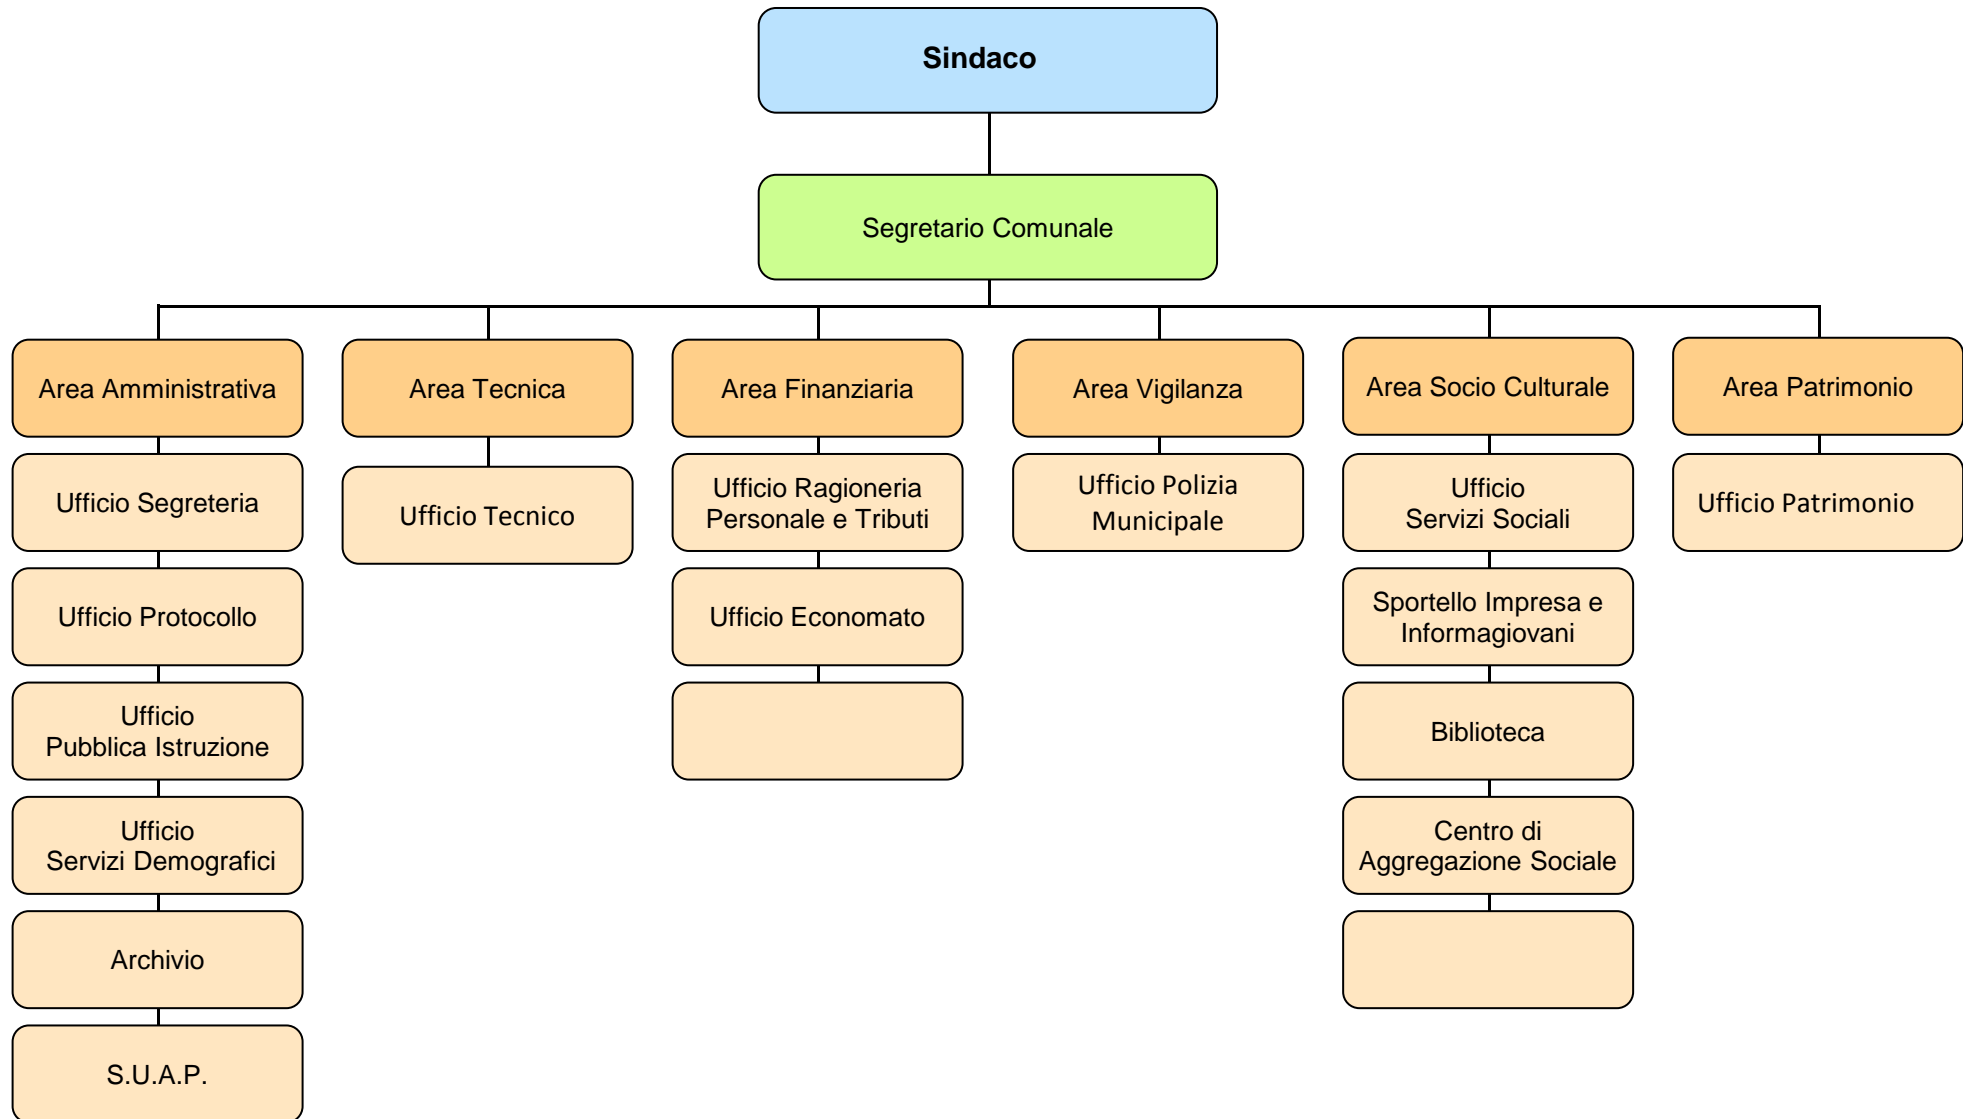 Sindaco
Segretario Comunale
Area Amministrativa
Area Tecnica
Area Finanziaria
Area Vigilanza
Area Socio Culturale
Area Patrimonio
Ufficio Segreteria
Ufficio Protocollo
Ufficio
Pubblica Istruzione
Ufficio
Servizi Demografici
Archivio
S.U.A.P.
Ufficio Tecnico
Ufficio Ragioneria
Personale e Tributi
Ufficio Economato
Ufficio Polizia
Municipale
Ufficio
Servizi Sociali
Sportello Impresa e
Informagiovani
Biblioteca
Centro di
Aggregazione Sociale
Ufficio Patrimonio